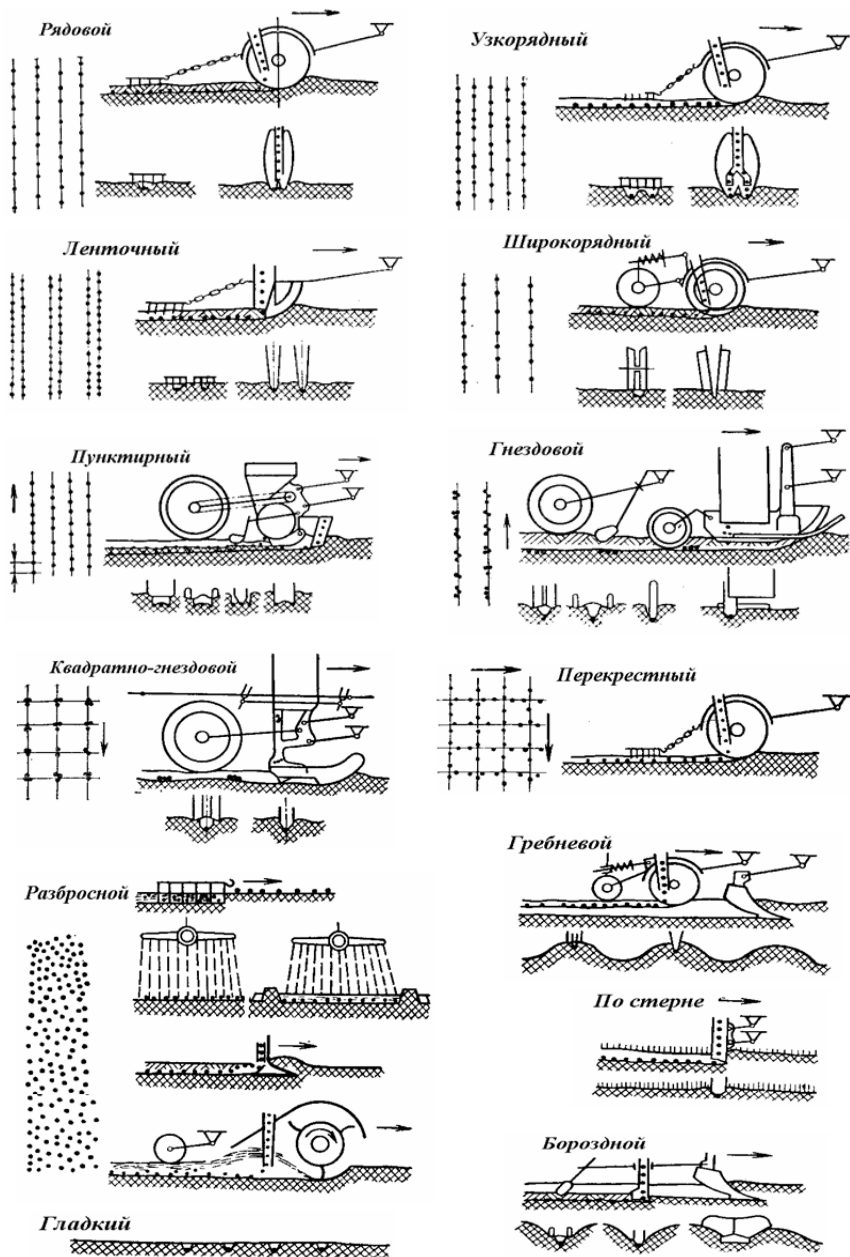 Рядовой
Узкорядный
Ленточный
Широкорядный
Пунктирный
Гнездовой
Квадратно-гнездовой
Перекрестный
Гребневой
Разбросной
По стерне
Бороздной
Гладкий